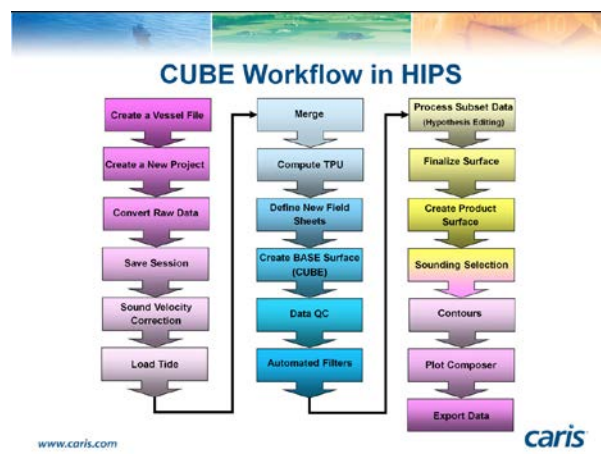 CUBE Workflow in HIPS
Create a Vessel File
Create a New Project
Convert Raw Data
Save Session
Sound Velocity
Correction
Load Tide
Merge
Compute TPU
Define New Field
Sheets
Create BASE Surface
(CUBE)
Data QC
Automated Filters
Process Subset Data
(Hypothesis Editing)
Finalize Surface
Create Product
Surface
Sounding Selection
Contours
Plot Composer
Export Data
www.caris.com
caris